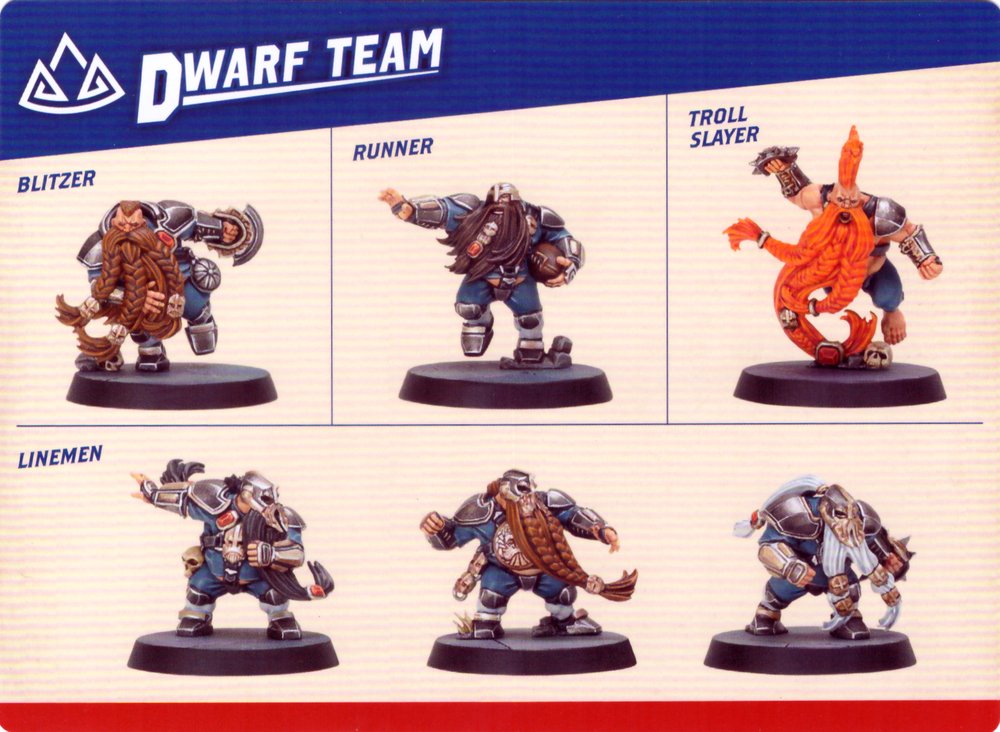 DWARF TEAM
BLITZER
RUNNER
TROLL
SLAYER
LINEMEN